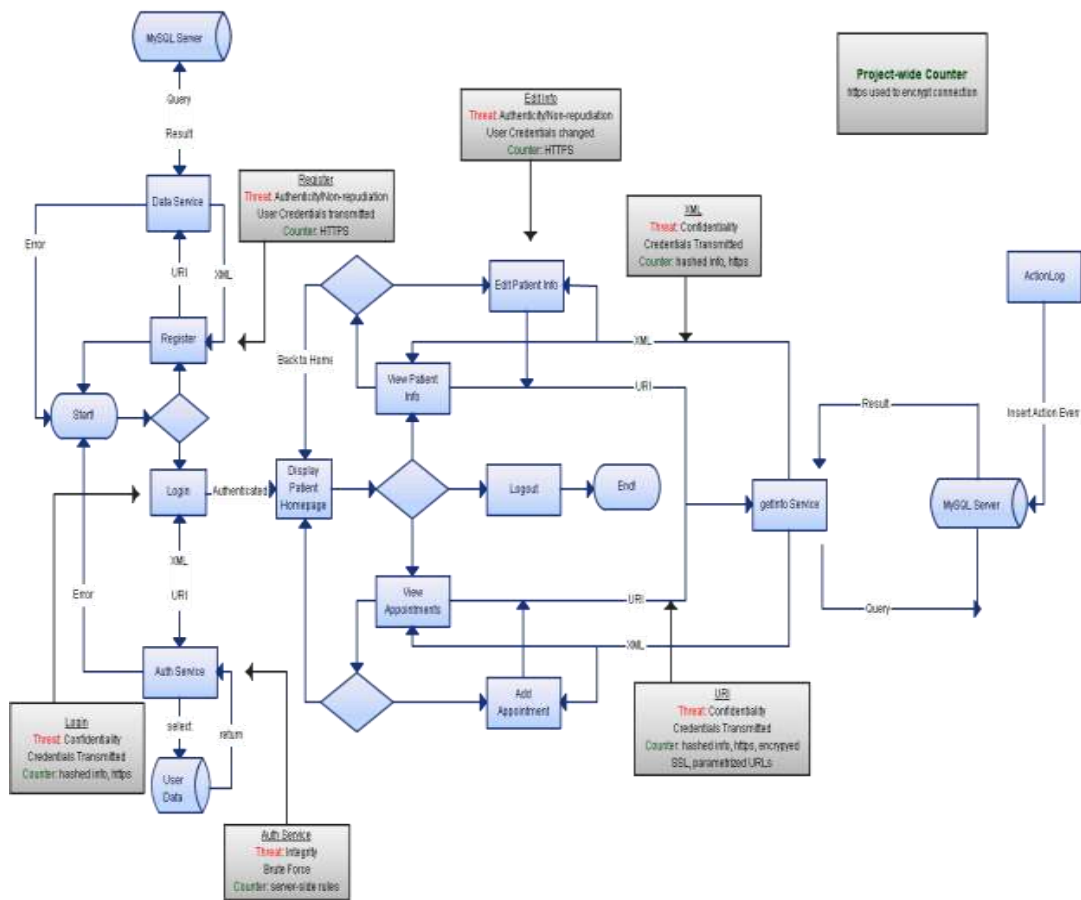 MySQL Server
Project-wide Counter
https used to encrypt connection
Query
Result
Edit Info
Threat: Authenticity/Non-repudiation
User Credentials changed
Counter: HTTPS
Register
Threat: Authenticity/Non-repudiation
User Credentials transmitted
Counter: HTTPS
Data Service
XML
Threat: Confidentiality
Credentials Transmitted
Counter: hashed info, https
Error
URI
XML
Edit Patient Info
ActionLog
Register
Back to Home
XML
View Patient
Info
URI
Start!
Result
Insert Action Even
Login
Authenticated
Display
Patient
Homepage
Logout
End!
getInfo Service
MySQL Server
XML
URI
Error
View
Appointments
URI
Query
XML
Auth Service
Add
Appointment
select
return
Login
Threat: Confidentiality
Credentials Transmitted
Counter: hashed info, https
URI
Threat: Confidentiality
Credentials Transmitted
Counter: hashed info, https, encrypyed
SSL, parametrized URLs
User
Data
Auth Service
Threat: Integrity
Brute Force
Counter: server-side rules